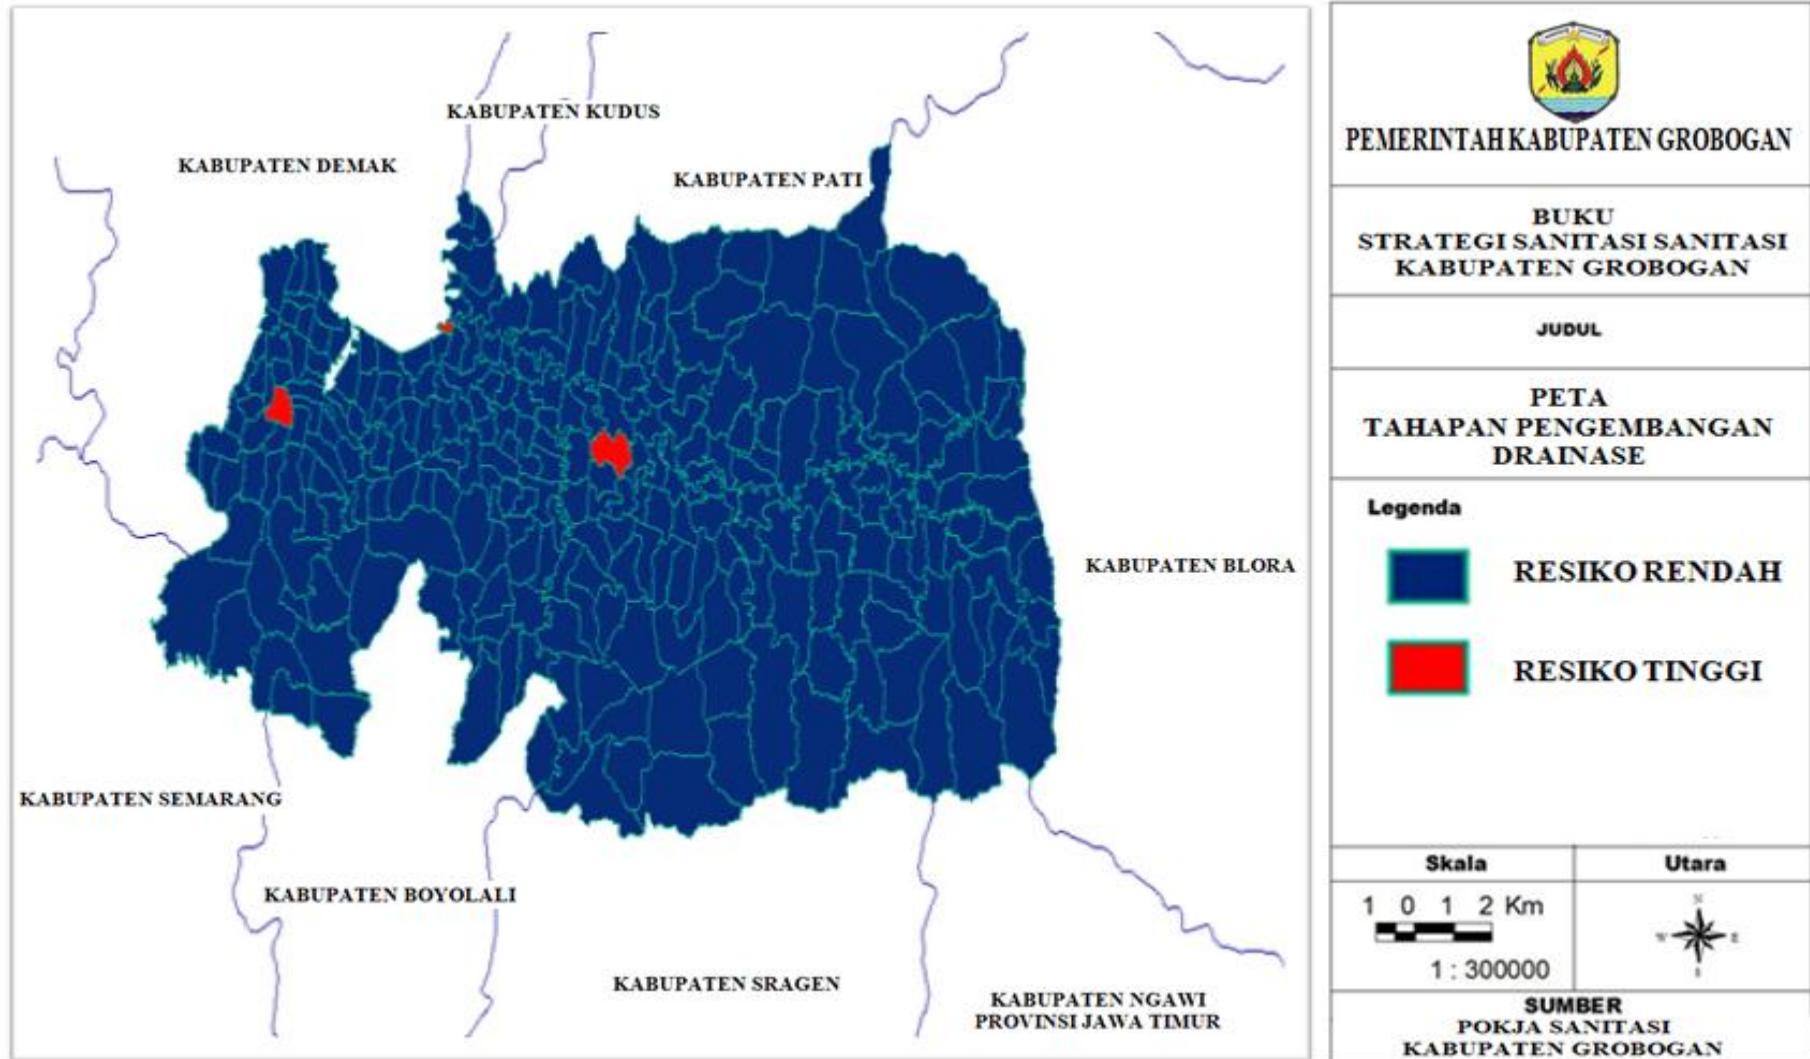 KABUPATEN KUDUS
KABUPATEN DEMAK
KABUPATEN PATI
KABUPATEN BLORA
KABUPATEN SEMARANG
KABUPATEN BOYOLALI
KABUPATEN SRAGEN
KABUPATEN NGAWI
PROVINSI JAWA TIMUR
PEMERINTAH KABUPATEN GROBOGAN
BUKU
STRATEGI SANITASI SANITASI
KABUPATEN GROBOGAN
JUDUL
PETA
TAHAPAN PENGEMBANGAN
DRAINASE
Legenda
RESIKO RENDAH
RESIKO TINGGI
Skala
Utara
1 0 1 2 Km
1 : 300000
N
W
E
SUMBER
POKJA SANITASI
KABUPATEN GROBOGAN